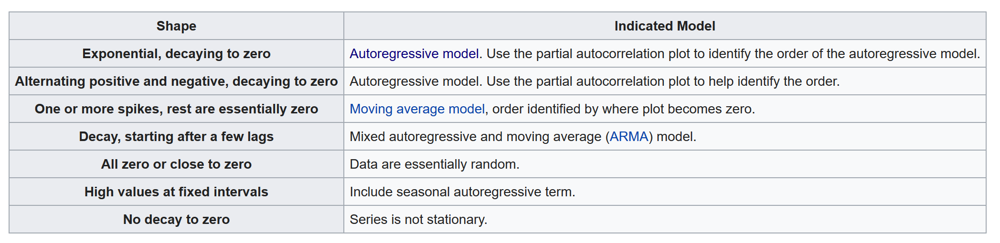 Shape Indicated Model
Exponential, decaying to zero Autoregressive model. Use the partial autocorrelation plot to identify the order of the autoregressive model.
Alternating positive and negative, decaying to zero Autoregressive model. Use the partial autocorrelation plot to help identify the order.
One or more spikes, rest are essentially zero Moving average model, order identified by where plot becomes zero.
Decay, starting after a few lags Mixed autoregressive and moving average (ARMA) model.
All zero or close to zero Data are essentially random.
High values at fixed intervals Include seasonal autoregressive term.
No decay to zero Series is not stationary.